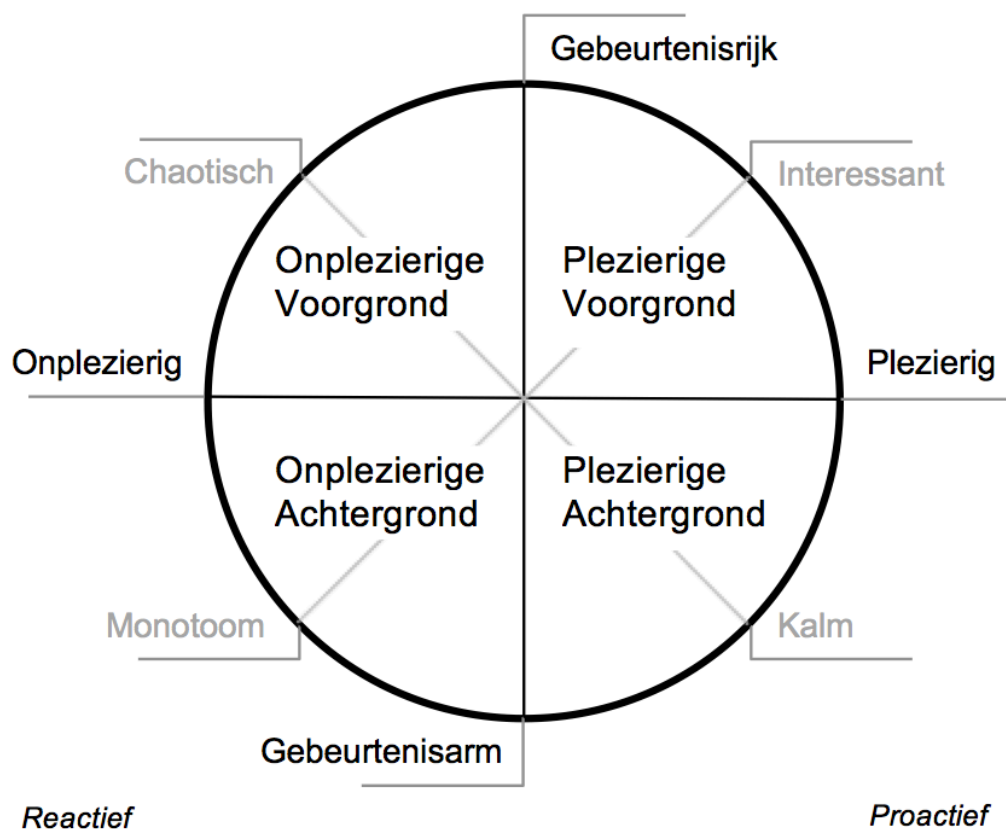 Gebeurtenisrijk
Chaotisch
Interessant
Onplezierige
Voorgrond
Plezierige
Voorgrond
Onplezierig
Plezierig
Onplezierige
Achtergrond
Plezierige
Achtergrond
Monotoom
Kalm
Gebeurtenisarm
Reactief
Proactief